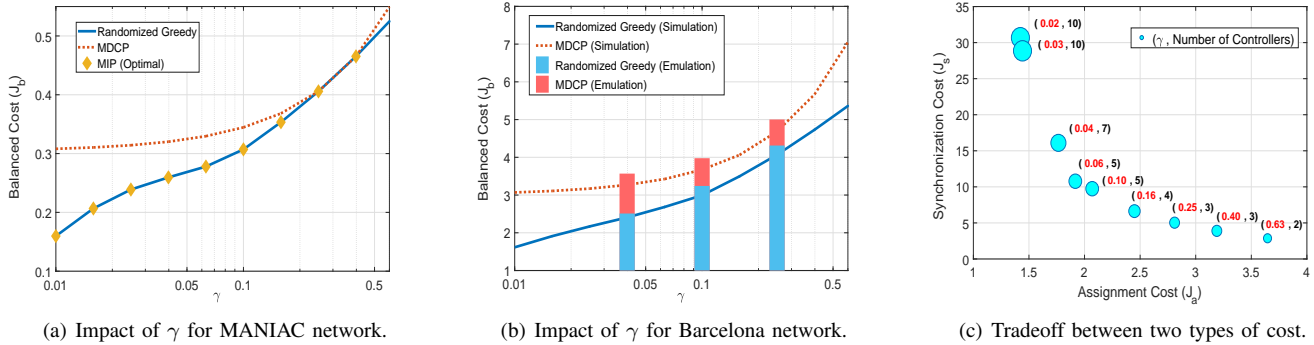 Balanced Cost (J_b)
0.5
0.4
0.3
0.2
0.1
Randomized Greedy
MDCP
MIP (Optimal)
0.01
0.1
0.5
γ
(a) Impact of γ for MANIAC network.
Balanced Cost (J_b)
8
7
6
5
4
3
2
1
Randomized Greedy (Simulation)
MDCP (Simulation)
Randomized Greedy (Emulation)
MDCP (Emulation)
0.01
0.1
0.5
γ
(b) Impact of γ for Barcelona network.
Synchronization Cost (J_s)
35
30
25
20
15
10
5
0
(γ , Number of Controllers)
( 0.02 , 10)
( 0.03 , 10)
( 0.04 , 7)
( 0.06 , 5)
( 0.10 , 5)
( 0.16 , 4)
( 0.25 , 3)
( 0.40 , 3)
( 0.63 , 2)
1
1.5
2
2.5
3
3.5
4
Assignment Cost (J_a)
(c) Tradeoff between two types of cost.